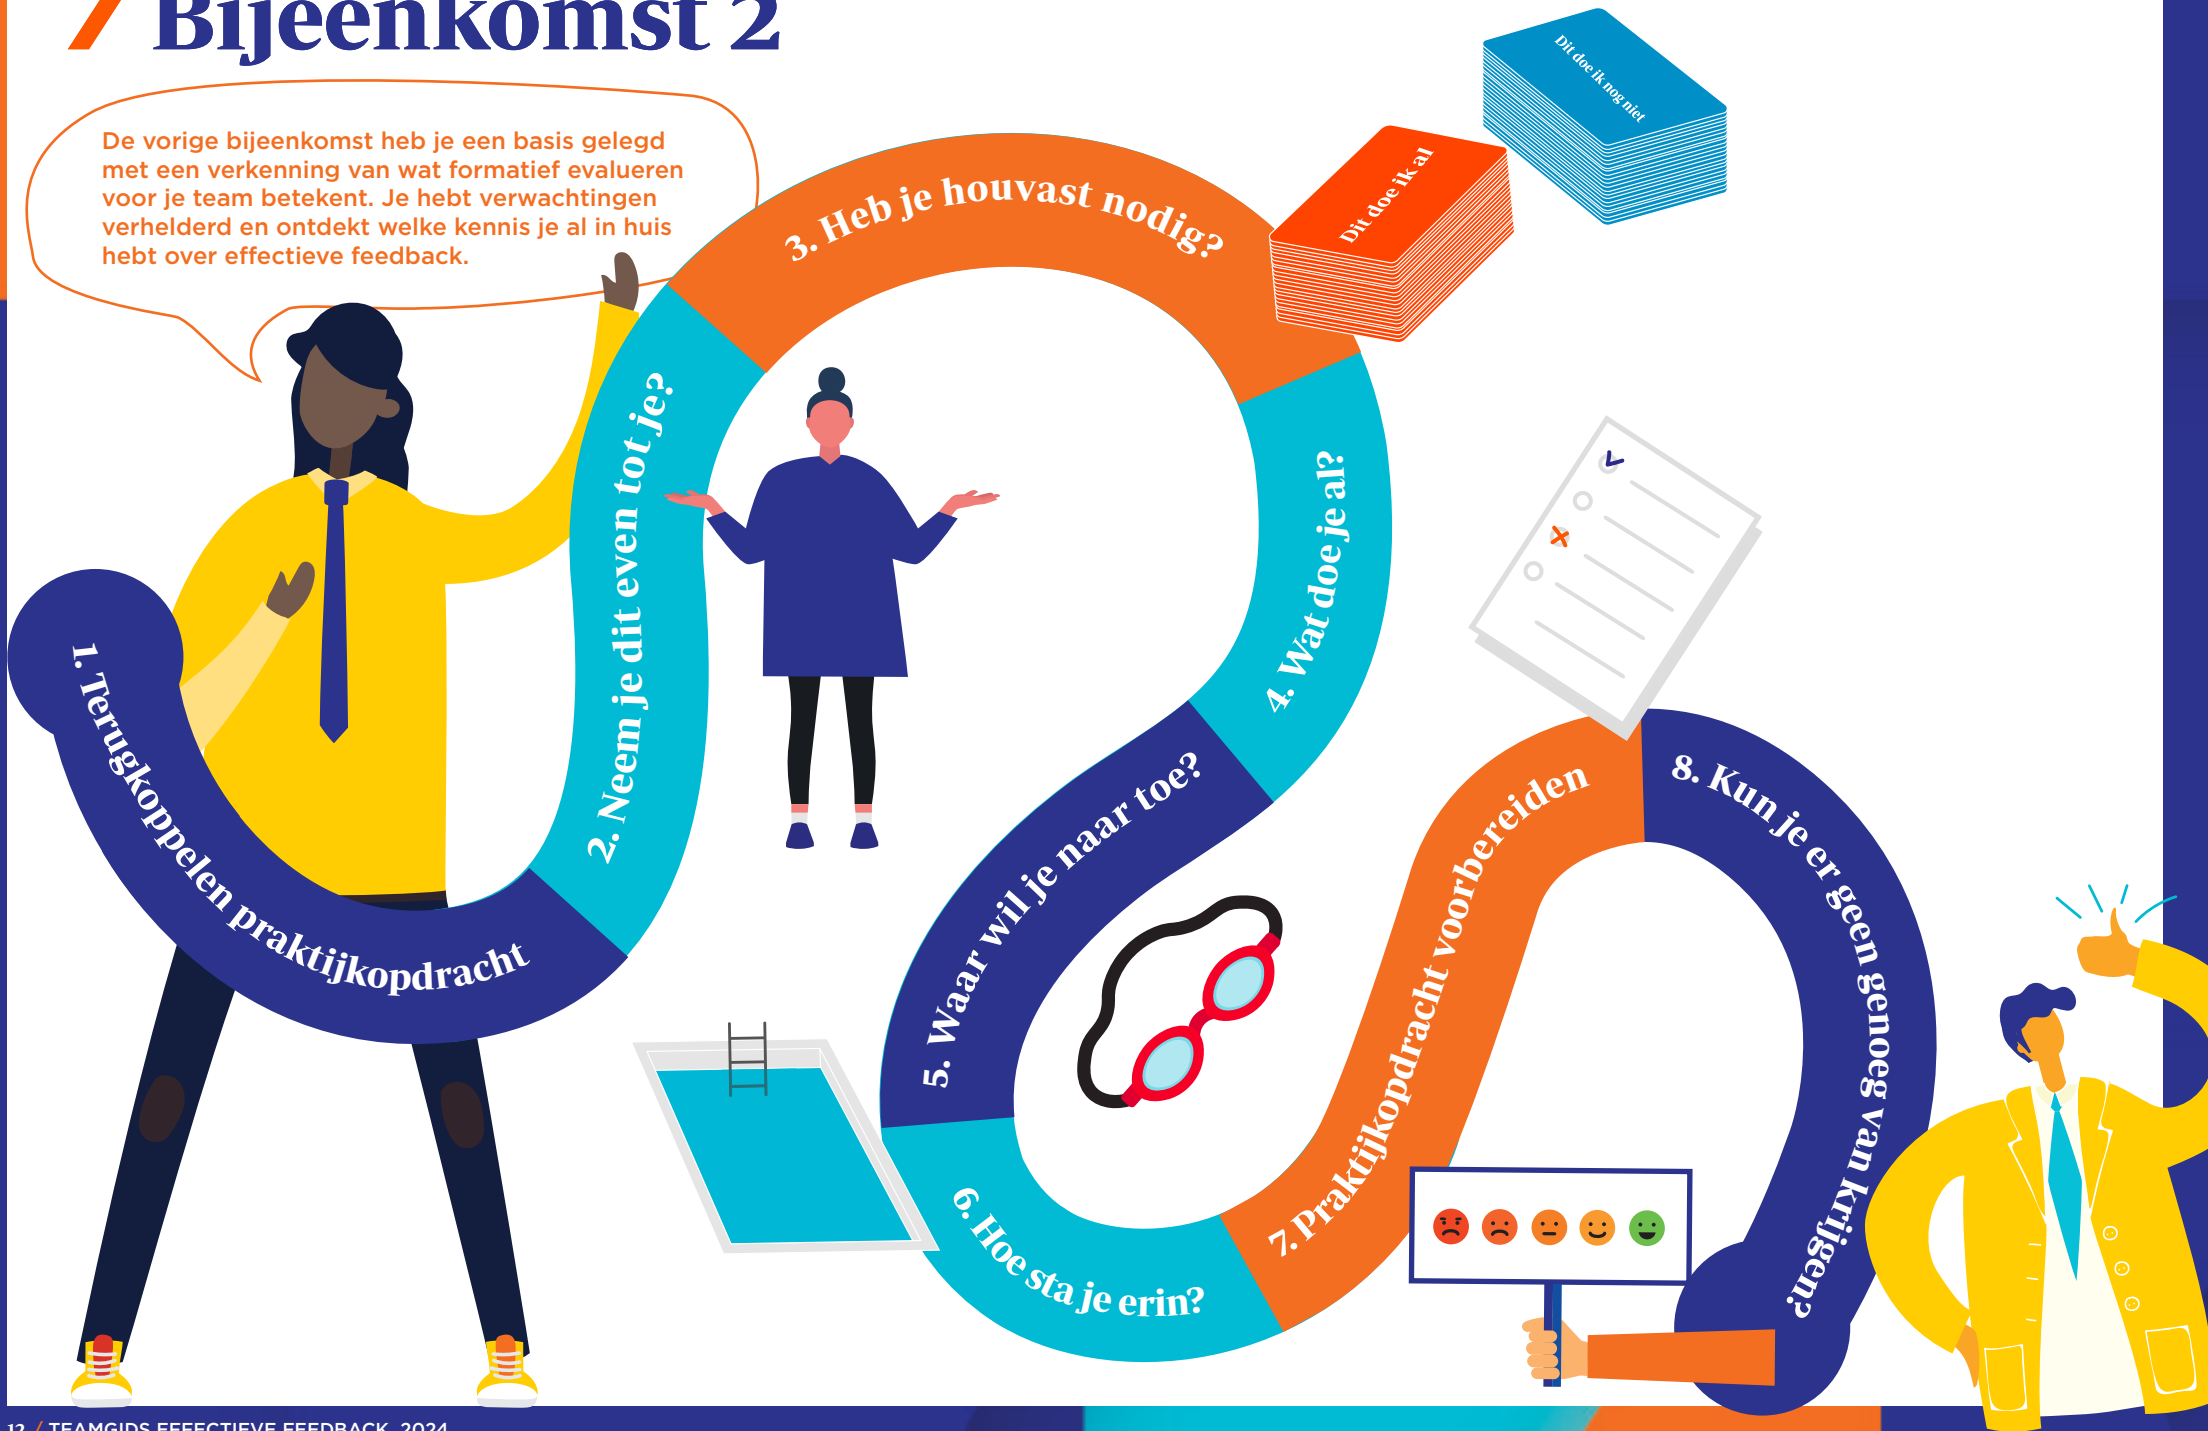 / Bijeenkomst 2
De vorige bijeenkomst heb je een basis gelegd
met een verkenning van wat formatief evalueren
voor je team betekent. Je hebt verwachtingen
verhelderd en ontdekt welke kennis je al in huis
hebt over effectieve feedback.
1. Terugkoppelen praktijkopdracht
2. Neem je dit even tot je?
3. Heb je houvast nodig?
Dit doe ik al
Dit doe ik nog niet
4. Wat doe je al?
5. Waar wil je naar toe?
6. Hoe sta je erin?
7. Praktijkopdracht voorbereiden
8. Kun je er geen genoeg van krijgen?
12 / TEAMGIDS EFFECTIEVE FEEDBACK, 2024